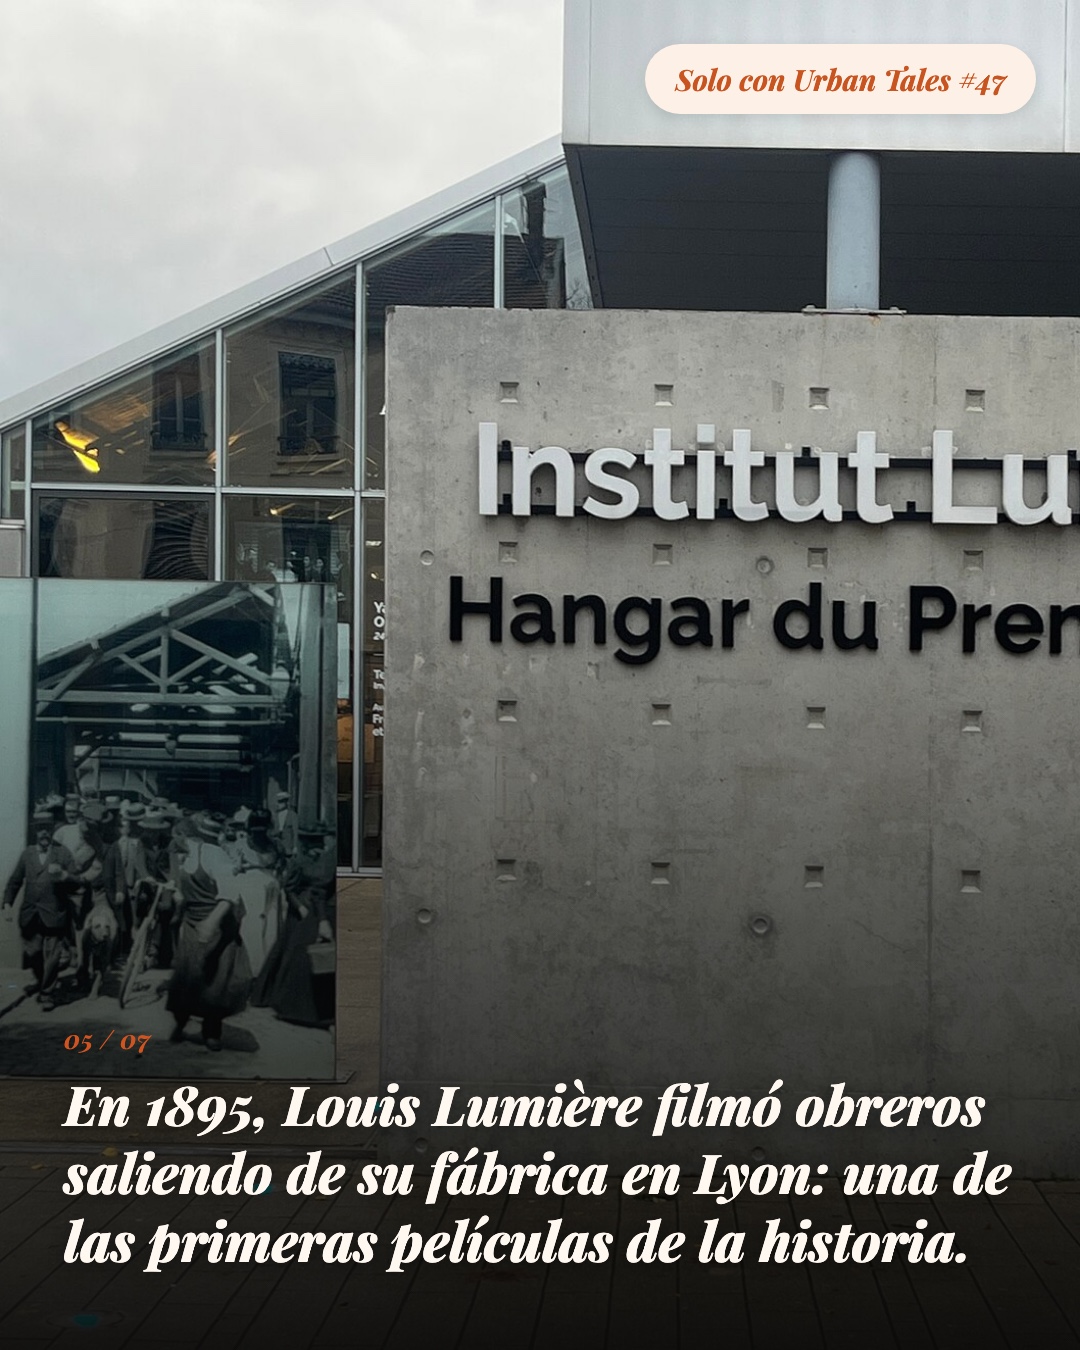 Solo con Urban Tales #47
Institut Lu
Hangar du Prem
05 / 07
En 1895, Louis Lumière filmó obreros
saliendo de su fábrica en Lyon: una de
las primeras películas de la historia.